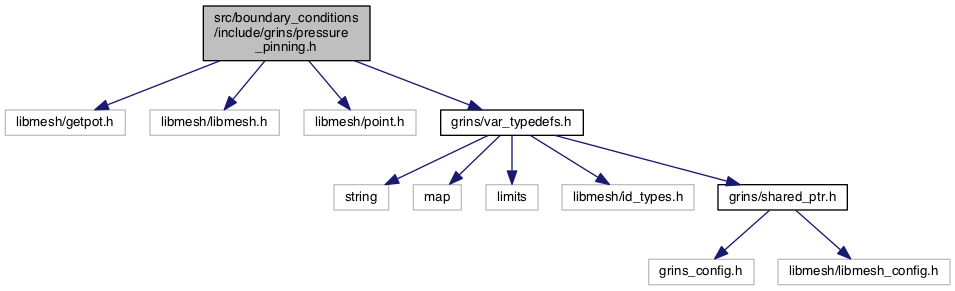 src/boundary_conditions
/include/grins/pressure
_pinning.h
libmesh/getpot.h
libmesh/libmesh.h
libmesh/point.h
grins/var_typedefs.h
string
map
limits
libmesh/id_types.h
grins/shared_ptr.h
grins_config.h
libmesh/libmesh_config.h